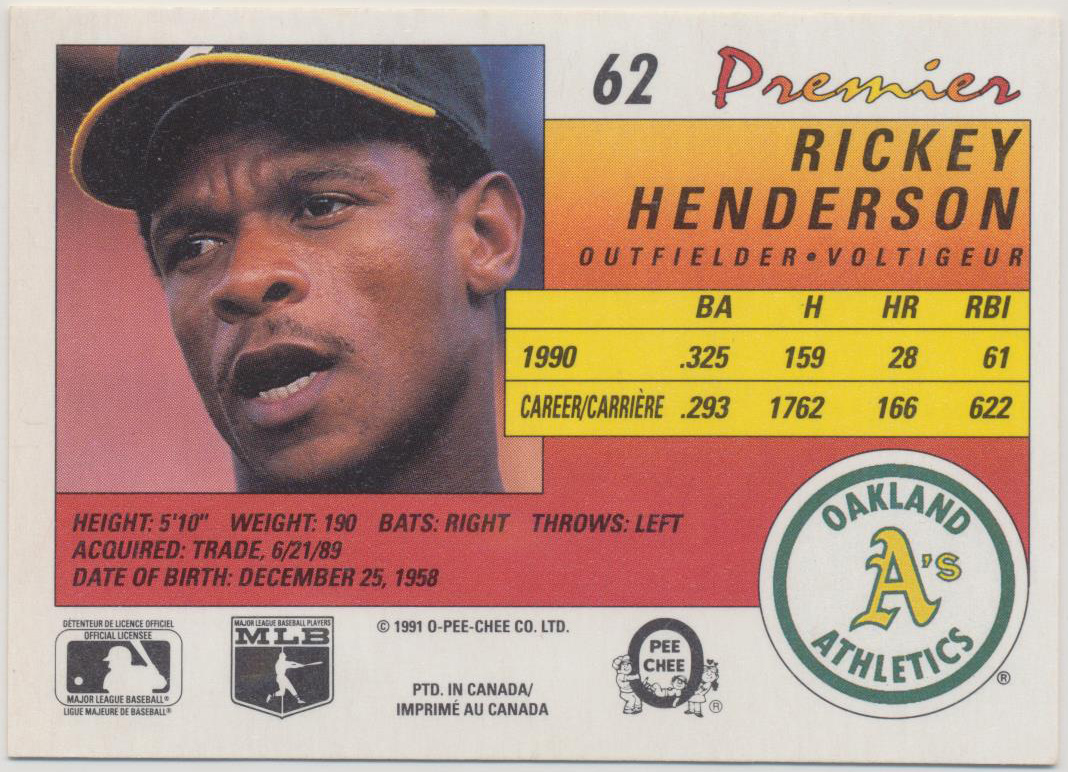 62 Premier
RICKEY
HENDERSON
OUTFIELDER • VOLTIGEUR
BA H HR RBI
1990 .325 159 28 61
CAREER/CARRIÈRE .293 1762 166 622
HEIGHT: 5'10" WEIGHT: 190 BATS: RIGHT THROWS: LEFT
ACQUIRED: TRADE, 6/21/89
DATE OF BIRTH: DECEMBER 25, 1958
OAKLAND
A's
ATHLETICS
®
DÉTENTEUR DE LICENCE OFFICIEL
OFFICIAL LICENSEE
MAJOR LEAGUE BASEBALL®
LIGUE MAJEURE DE BASEBALL®
MAJOR LEAGUE BASEBALL PLAYERS
MLB
© 1991 O-PEE-CHEE CO. LTD.
PTD. IN CANADA/
IMPRIMÉ AU CANADA
PEE
CHEE
®